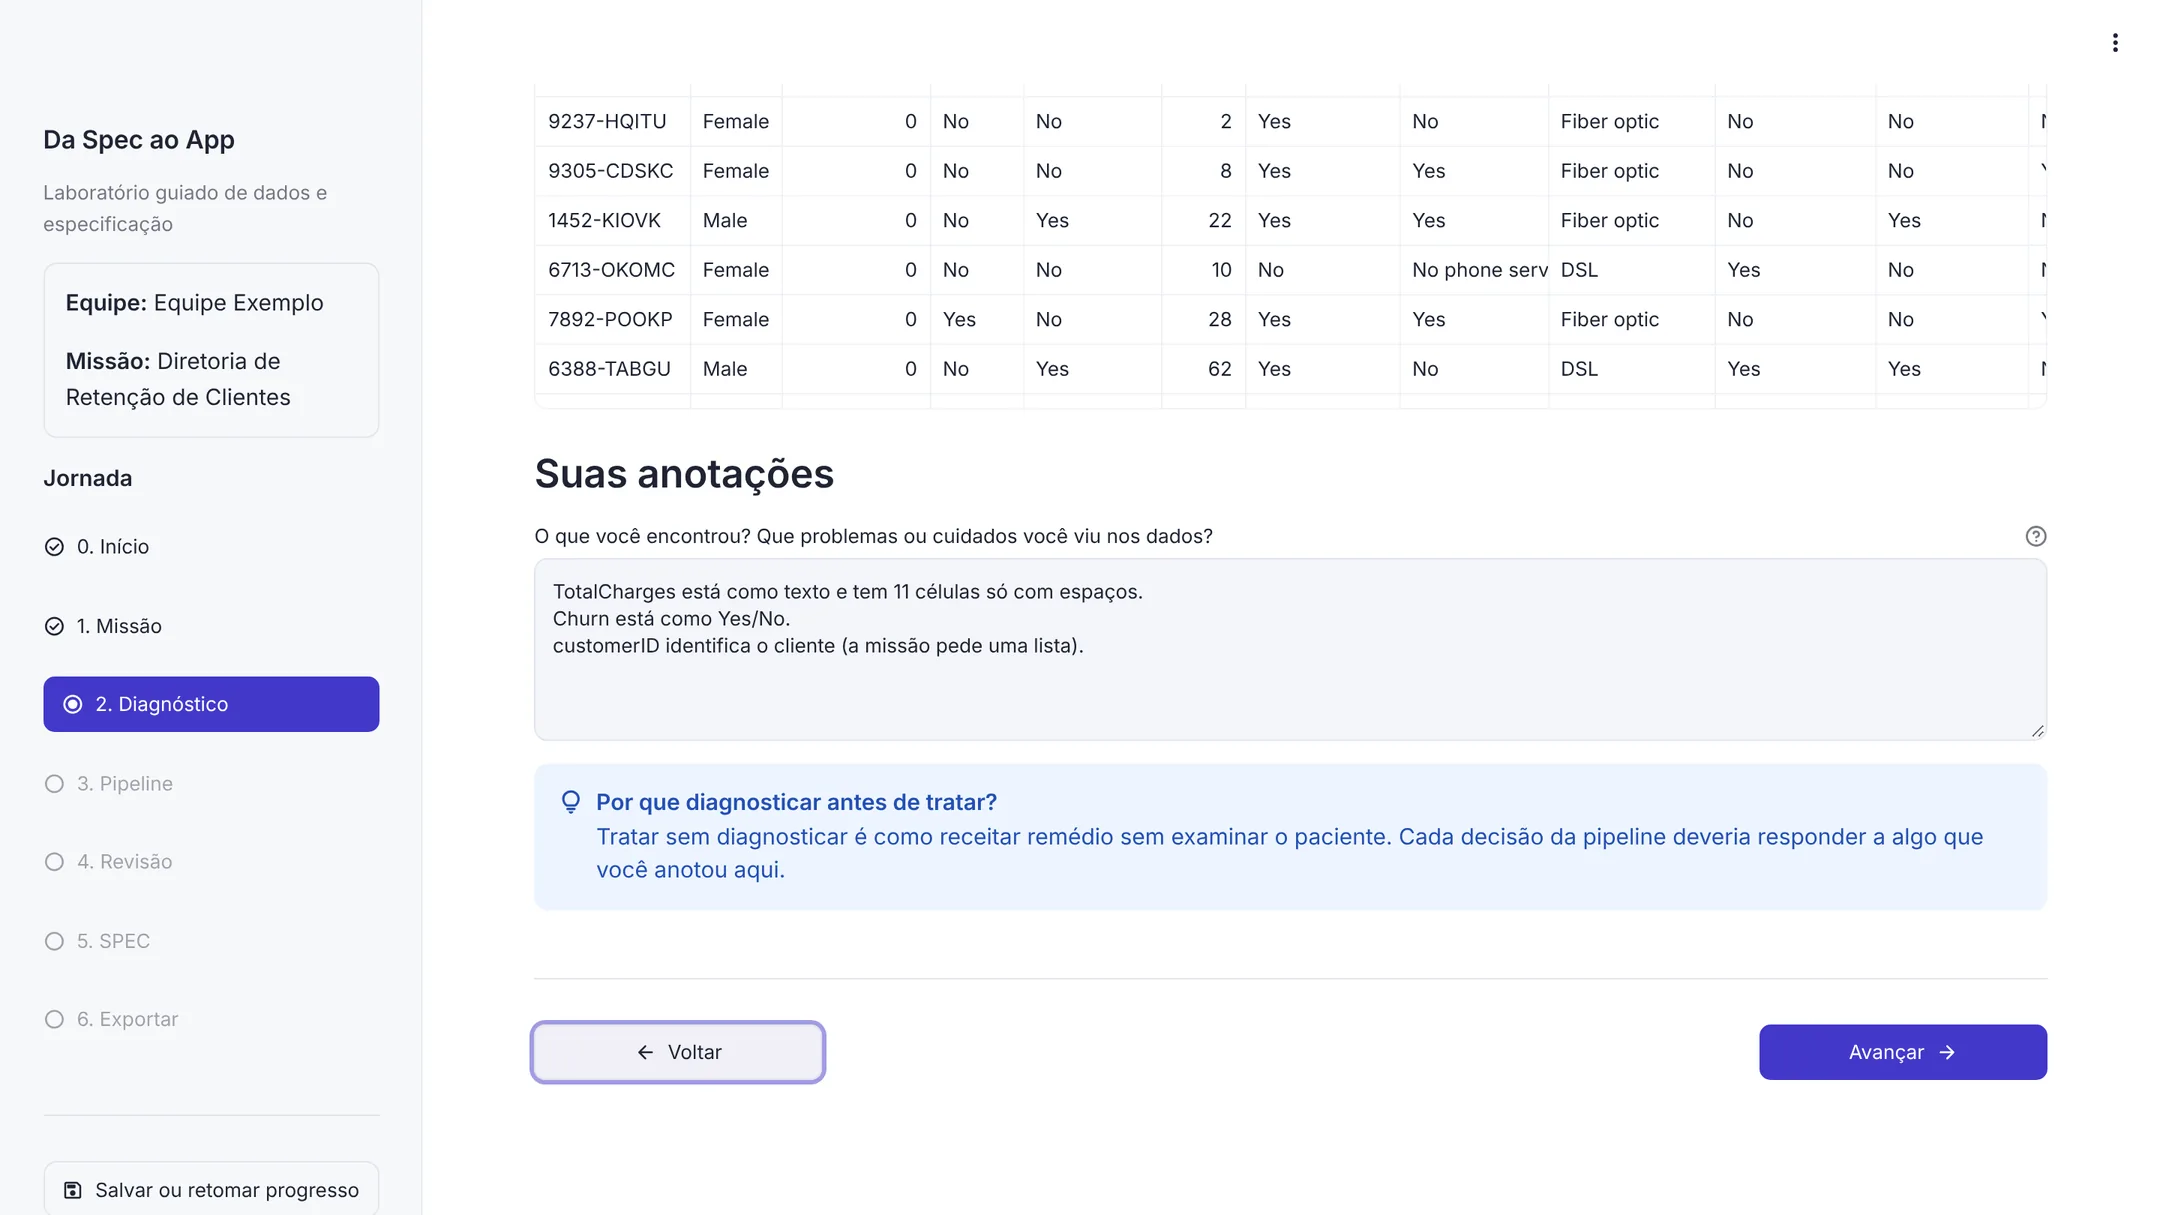 Da Spec ao App
Laboratório guiado de dados e
especificação
Equipe: Equipe Exemplo
Missão: Diretoria de
Retenção de Clientes
Jornada
0. Início
1. Missão
2. Diagnóstico
3. Pipeline
4. Revisão
5. SPEC
6. Exportar
Salvar ou retomar progresso
9237-HQITU Female 0 No No 2 Yes No Fiber optic No No
9305-CDSKC Female 0 No No 8 Yes Yes Fiber optic No No
1452-KIOVK Male 0 No Yes 22 Yes Yes Fiber optic No Yes
6713-OKOMC Female 0 No No 10 No No phone serv DSL Yes No
7892-POOKP Female 0 Yes No 28 Yes Yes Fiber optic No No
6388-TABGU Male 0 No Yes 62 Yes No DSL Yes Yes
Suas anotações
O que você encontrou? Que problemas ou cuidados você viu nos dados?
TotalCharges está como texto e tem 11 células só com espaços.
Churn está como Yes/No.
customerID identifica o cliente (a missão pede uma lista).
Por que diagnosticar antes de tratar?
Tratar sem diagnosticar é como receitar remédio sem examinar o paciente. Cada decisão da pipeline deveria responder a algo que
você anotou aqui.
Voltar
Avançar